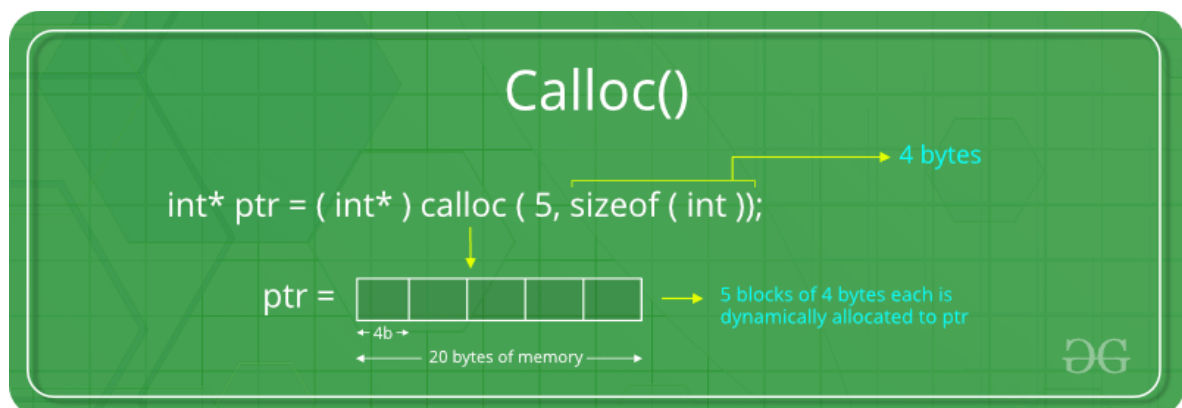 Calloc()
4 bytes
int* ptr = ( int* ) calloc ( 5, sizeof ( int ));
ptr =
5 blocks of 4 bytes each is
dynamically allocated to ptr
4b
20 bytes of memory
GG